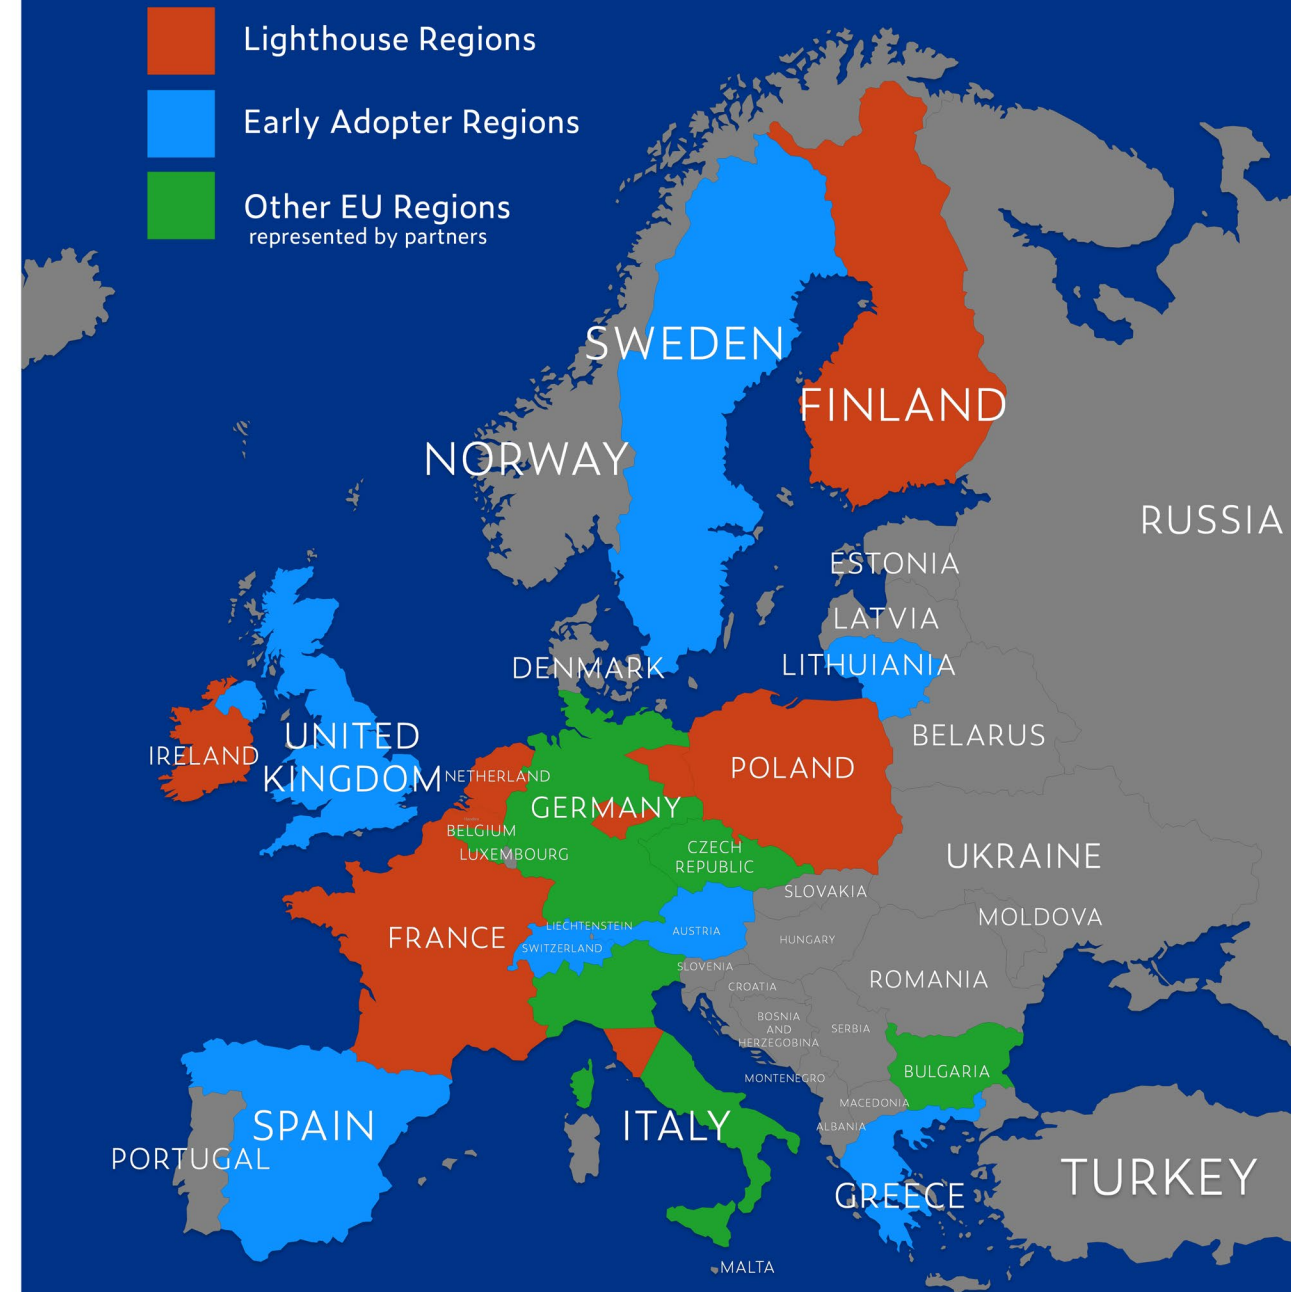 Lighthouse Regions
Early Adopter Regions
Other EU Regions
represented by partners
SWEDEN
FINLAND
NORWAY
RUSSIA
ESTONIA
LATVIA
LITHUIANIA
DENMARK
BELARUS
IRELAND
UNITED
KINGDOM
NETHERLAND
POLAND
GERMANY
BELGIUM
LUXEMBOURG
CZECH
REPUBLIC
UKRAINE
SLOVAKIA
MOLDOVA
FRANCE
LIECHTENSTEIN
SWITZERLAND
AUSTRIA
HUNGARY
SLOVENIA
ROMANIA
CROATIA
BOSNIA
AND
HERZEGOBINA
SERBIA
MONTENEGRO
BULGARIA
MACEDONIA
ALBANIA
SPAIN
PORTUGAL
ITALY
GREECE
TURKEY
MALTA